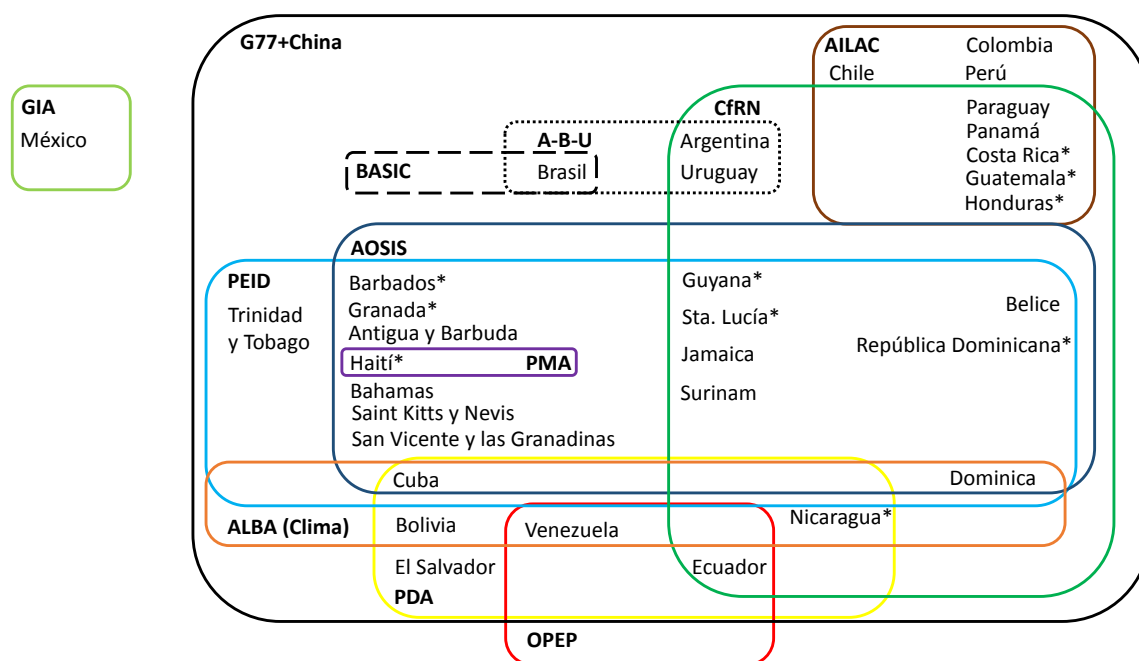 G77+China
AILAC
Colombia
Chile
Perú
GIA
México
CfRN
Paraguay
Panamá
Costa Rica*
Guatemala*
Honduras*
A-B-U
Argentina
BASIC
Brasil
Uruguay
AOSIS
PEID
Trinidad
y Tobago
Barbados*
Granada*
Antigua y Barbuda
Haití*
PMA
Bahamas
Saint Kitts y Nevis
San Vicente y las Granadinas
Guyana*
Sta. Lucía*
Jamaica
Surinam
Belice
República Dominicana*
Cuba
Dominica
ALBA (Clima)
Bolivia
Venezuela
Nicaragua*
El Salvador
Ecuador
PDA
OPEP